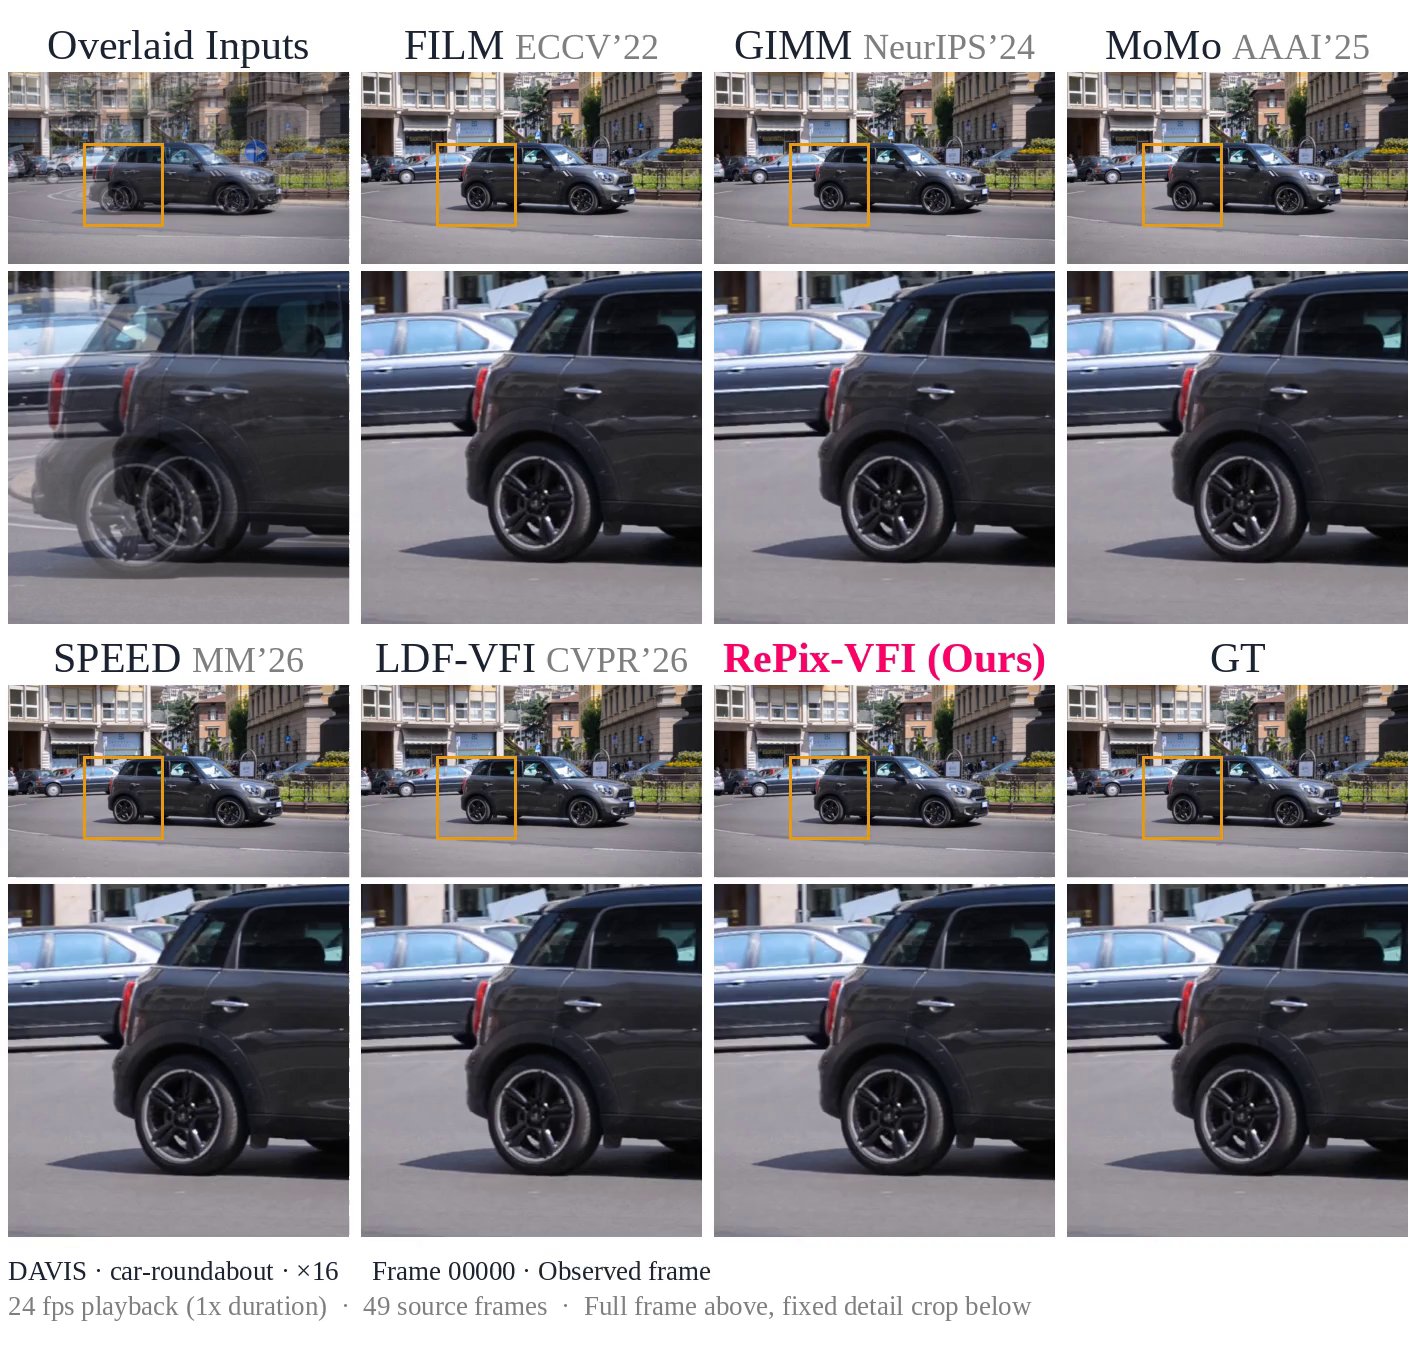 Overlaid Inputs
FILM ECCV’22
GIMM NeurIPS’24
MoMo AAAI’25
SPEED MM’26
LDF-VFI CVPR’26
RePix-VFI (Ours)
GT
DAVIS · car-roundabout · ×16 Frame 00000 · Observed frame
24 fps playback (1x duration) · 49 source frames · Full frame above, fixed detail crop below